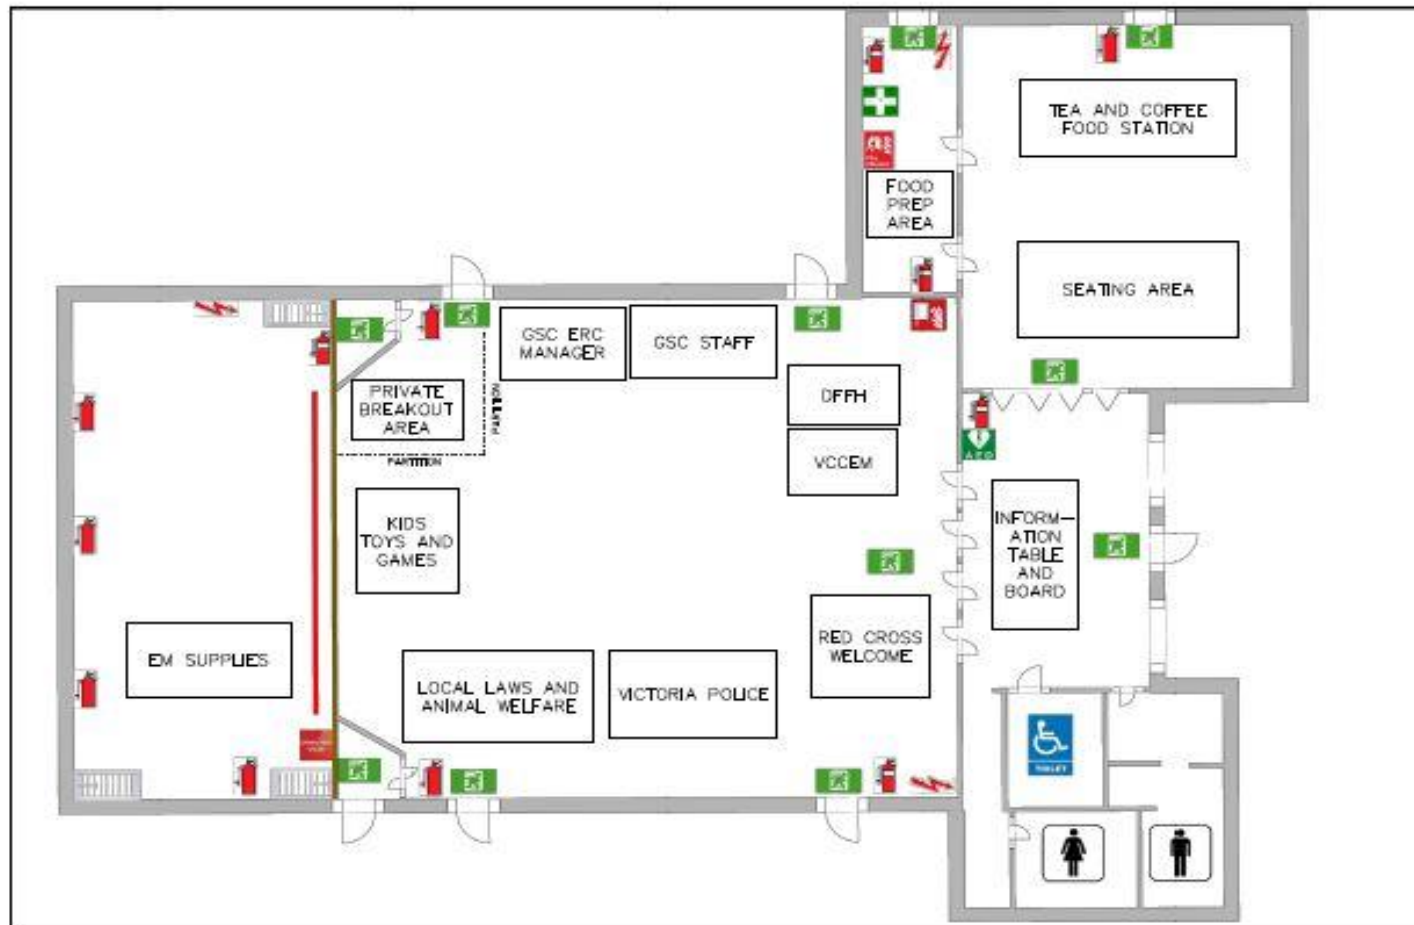 TEA AND COFFEE
FOOD STATION
FOOD
PREP
AREA
SEATING AREA
GSC ERC
MANAGER
GSC STAFF
PRIVATE
BREAKOUT
AREA
PARTITION
PARTITION
DFFH
VCCEM
AED
KIDS
TOYS AND
GAMES
INFORM-
ATION
TABLE
AND
BOARD
EM SUPPLIES
LOCAL LAWS AND
ANIMAL WELFARE
VICTORIA POLICE
RED CROSS
WELCOME
TOILET